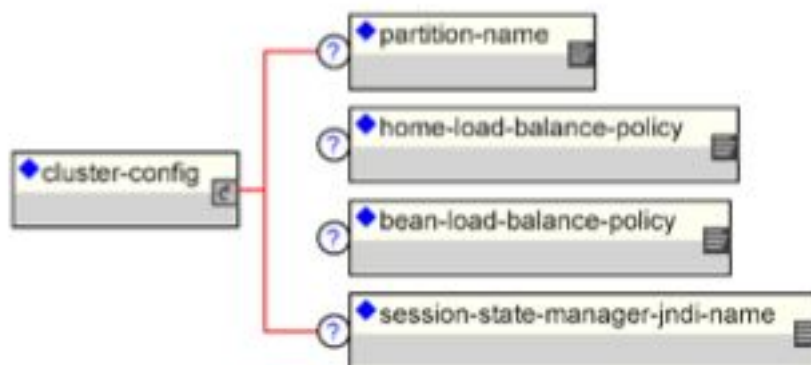 partition-name
?
home-load-balance-policy
?
cluster-config
bean-load-balance-policy
?
session-state-manager-jndi-name
?